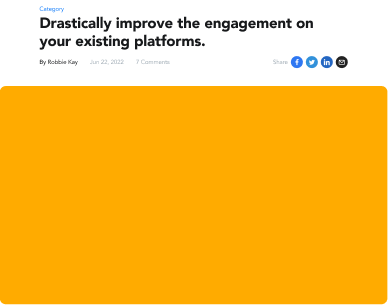 Category
Drastically improve the engagement on
your existing platforms.
By Robbie Kay Jun 22, 2022 7 Comments Share